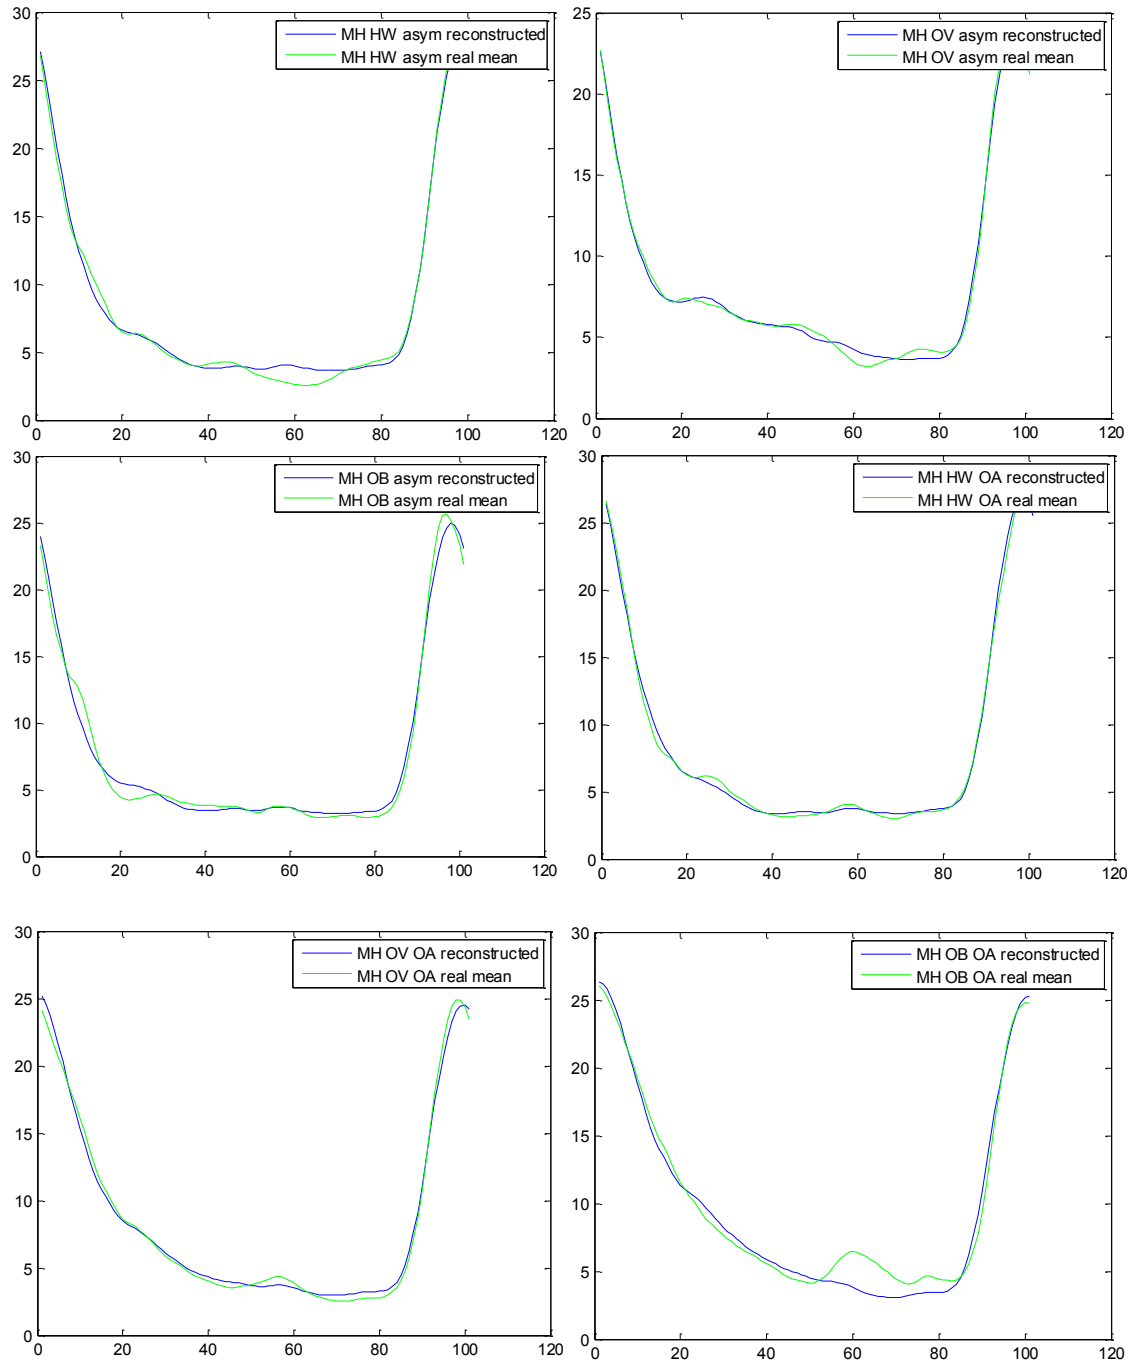 30
25
20
15
10
5
0
0 20 40 60 80 100 120
MH HW asym reconstructed
MH HW asym real mean
25
20
15
10
5
0
0 20 40 60 80 100 120
MH OV asym reconstructed
MH OV asym real mean
30
25
20
15
10
5
0
0 20 40 60 80 100 120
MH OB asym reconstructed
MH OB asym real mean
30
25
20
15
10
5
0
0 20 40 60 80 100 120
MH HW OA reconstructed
MH HW OA real mean
30
25
20
15
10
5
0
0 20 40 60 80 100 120
MH OV OA reconstructed
MH OV OA real mean
30
25
20
15
10
5
0
0 20 40 60 80 100 120
MH OB OA reconstructed
MH OB OA real mean